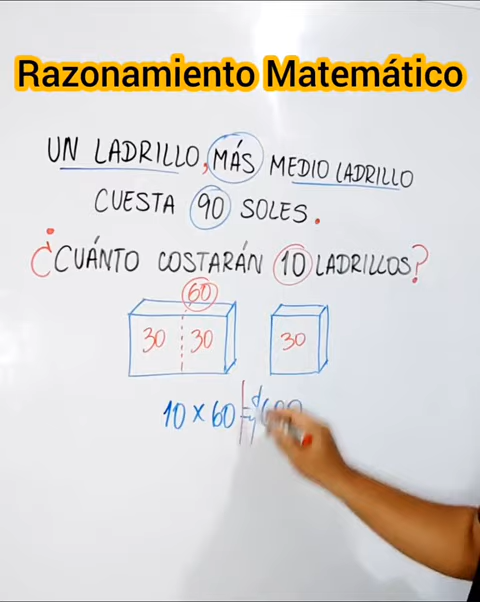 Razonamiento Matemático
UN LADRILLO, MÁS MEDIO LADRILLO
CUESTA 90 SOLES.
¿CUÁNTO COSTARÁN 10 LADRILLOS?
60
30 30 30
10 × 60 =